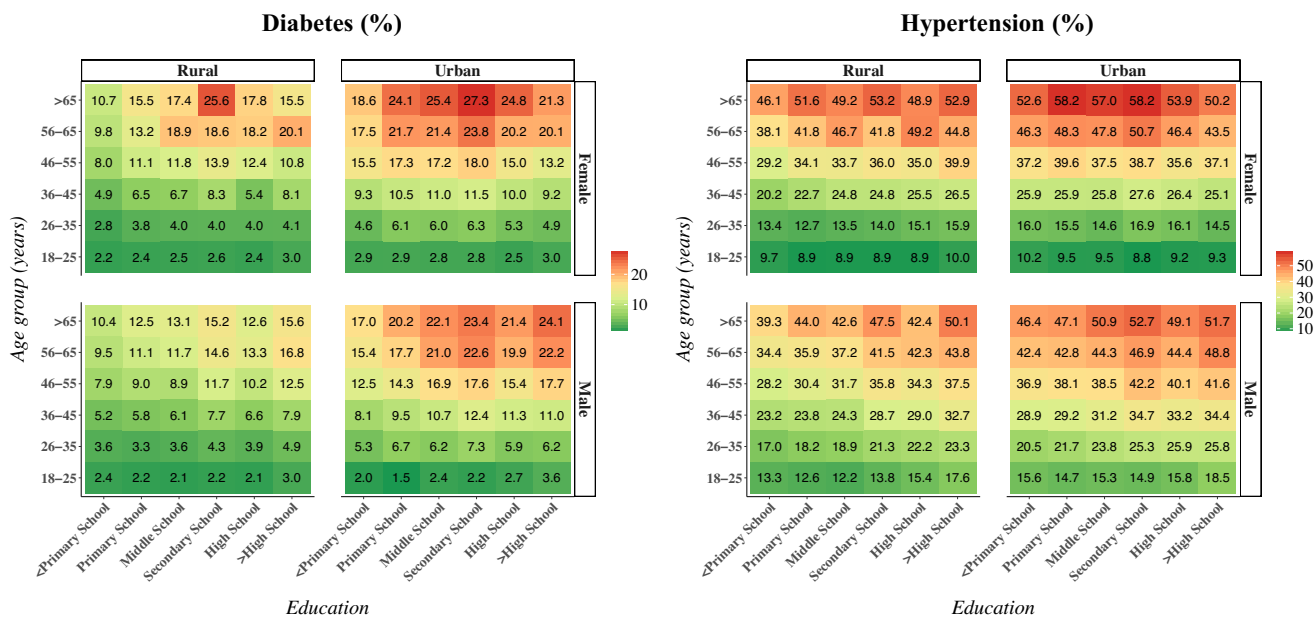 Diabetes (%)
Rural Urban
>65 10.7 15.5 17.4 25.6 17.8 15.5 18.6 24.1 25.4 27.3 24.8 21.3
56–65 9.8 13.2 18.9 18.6 18.2 20.1 17.5 21.7 21.4 23.8 20.2 20.1
46–55 8.0 11.1 11.8 13.9 12.4 10.8 15.5 17.3 17.2 18.0 15.0 13.2
36–45 4.9 6.5 6.7 8.3 5.4 8.1 9.3 10.5 11.0 11.5 10.0 9.2
26–35 2.8 3.8 4.0 4.0 4.0 4.1 4.6 6.1 6.0 6.3 5.3 4.9
18–25 2.2 2.4 2.5 2.6 2.4 3.0 2.9 2.9 2.8 2.8 2.5 3.0
Female
>65 10.4 12.5 13.1 15.2 12.6 15.6 17.0 20.2 22.1 23.4 21.4 24.1
56–65 9.5 11.1 11.7 14.6 13.3 16.8 15.4 17.7 21.0 22.6 19.9 22.2
46–55 7.9 9.0 8.9 11.7 10.2 12.5 12.5 14.3 16.9 17.6 15.4 17.7
36–45 5.2 5.8 6.1 7.7 6.6 7.9 8.1 9.5 10.7 12.4 11.3 11.0
26–35 3.6 3.3 3.6 4.3 3.9 4.9 5.3 6.7 6.2 7.3 5.9 6.2
18–25 2.4 2.2 2.1 2.2 2.1 3.0 2.0 1.5 2.4 2.2 2.7 3.6
Male
Age group (years)
<Primary School
Primary School
Middle School
Secondary School
High School
>High School
<Primary School
Primary School
Middle School
Secondary School
High School
>High School
Education
20
10
Hypertension (%)
Rural Urban
>65 46.1 51.6 49.2 53.2 48.9 52.9 52.6 58.2 57.0 58.2 53.9 50.2
56–65 38.1 41.8 46.7 41.8 49.2 44.8 46.3 48.3 47.8 50.7 46.4 43.5
46–55 29.2 34.1 33.7 36.0 35.0 39.9 37.2 39.6 37.5 38.7 35.6 37.1
36–45 20.2 22.7 24.8 24.8 25.5 26.5 25.9 25.9 25.8 27.6 26.4 25.1
26–35 13.4 12.7 13.5 14.0 15.1 15.9 16.0 15.5 14.6 16.9 16.1 14.5
18–25 9.7 8.9 8.9 8.9 8.9 10.0 10.2 9.5 9.5 8.8 9.2 9.3
Female
>65 39.3 44.0 42.6 47.5 42.4 50.1 46.4 47.1 50.9 52.7 49.1 51.7
56–65 34.4 35.9 37.2 41.5 42.3 43.8 42.4 42.8 44.3 46.9 44.4 48.8
46–55 28.2 30.4 31.7 35.8 34.3 37.5 36.9 38.1 38.5 42.2 40.1 41.6
36–45 23.2 23.8 24.3 28.7 29.0 32.7 28.9 29.2 31.2 34.7 33.2 34.4
26–35 17.0 18.2 18.9 21.3 22.2 23.3 20.5 21.7 23.8 25.3 25.9 25.8
18–25 13.3 12.6 12.2 13.8 15.4 17.6 15.6 14.7 15.3 14.9 15.8 18.5
Male
Age group (years)
<Primary School
Primary School
Middle School
Secondary School
High School
>High School
<Primary School
Primary School
Middle School
Secondary School
High School
>High School
Education
50
40
30
20
10